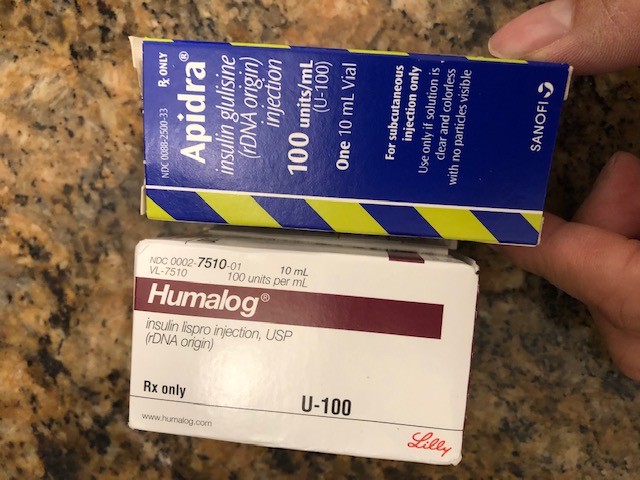 NDC 0088-2500-33 Rx ONLY
Apidra®
insulin glulisine
(rDNA origin)
injection
100 units/mL
(U-100)
One 10 mL Vial
For subcutaneous
injection only
Use only if solution is
clear and colorless
with no particles visible
SANOFI
NDC 0002-7510-01 10 mL
VL-7510 100 units per mL
Humalog®
insulin lispro injection, USP
(rDNA origin)
Rx only
U-100
www.humalog.com
Lilly